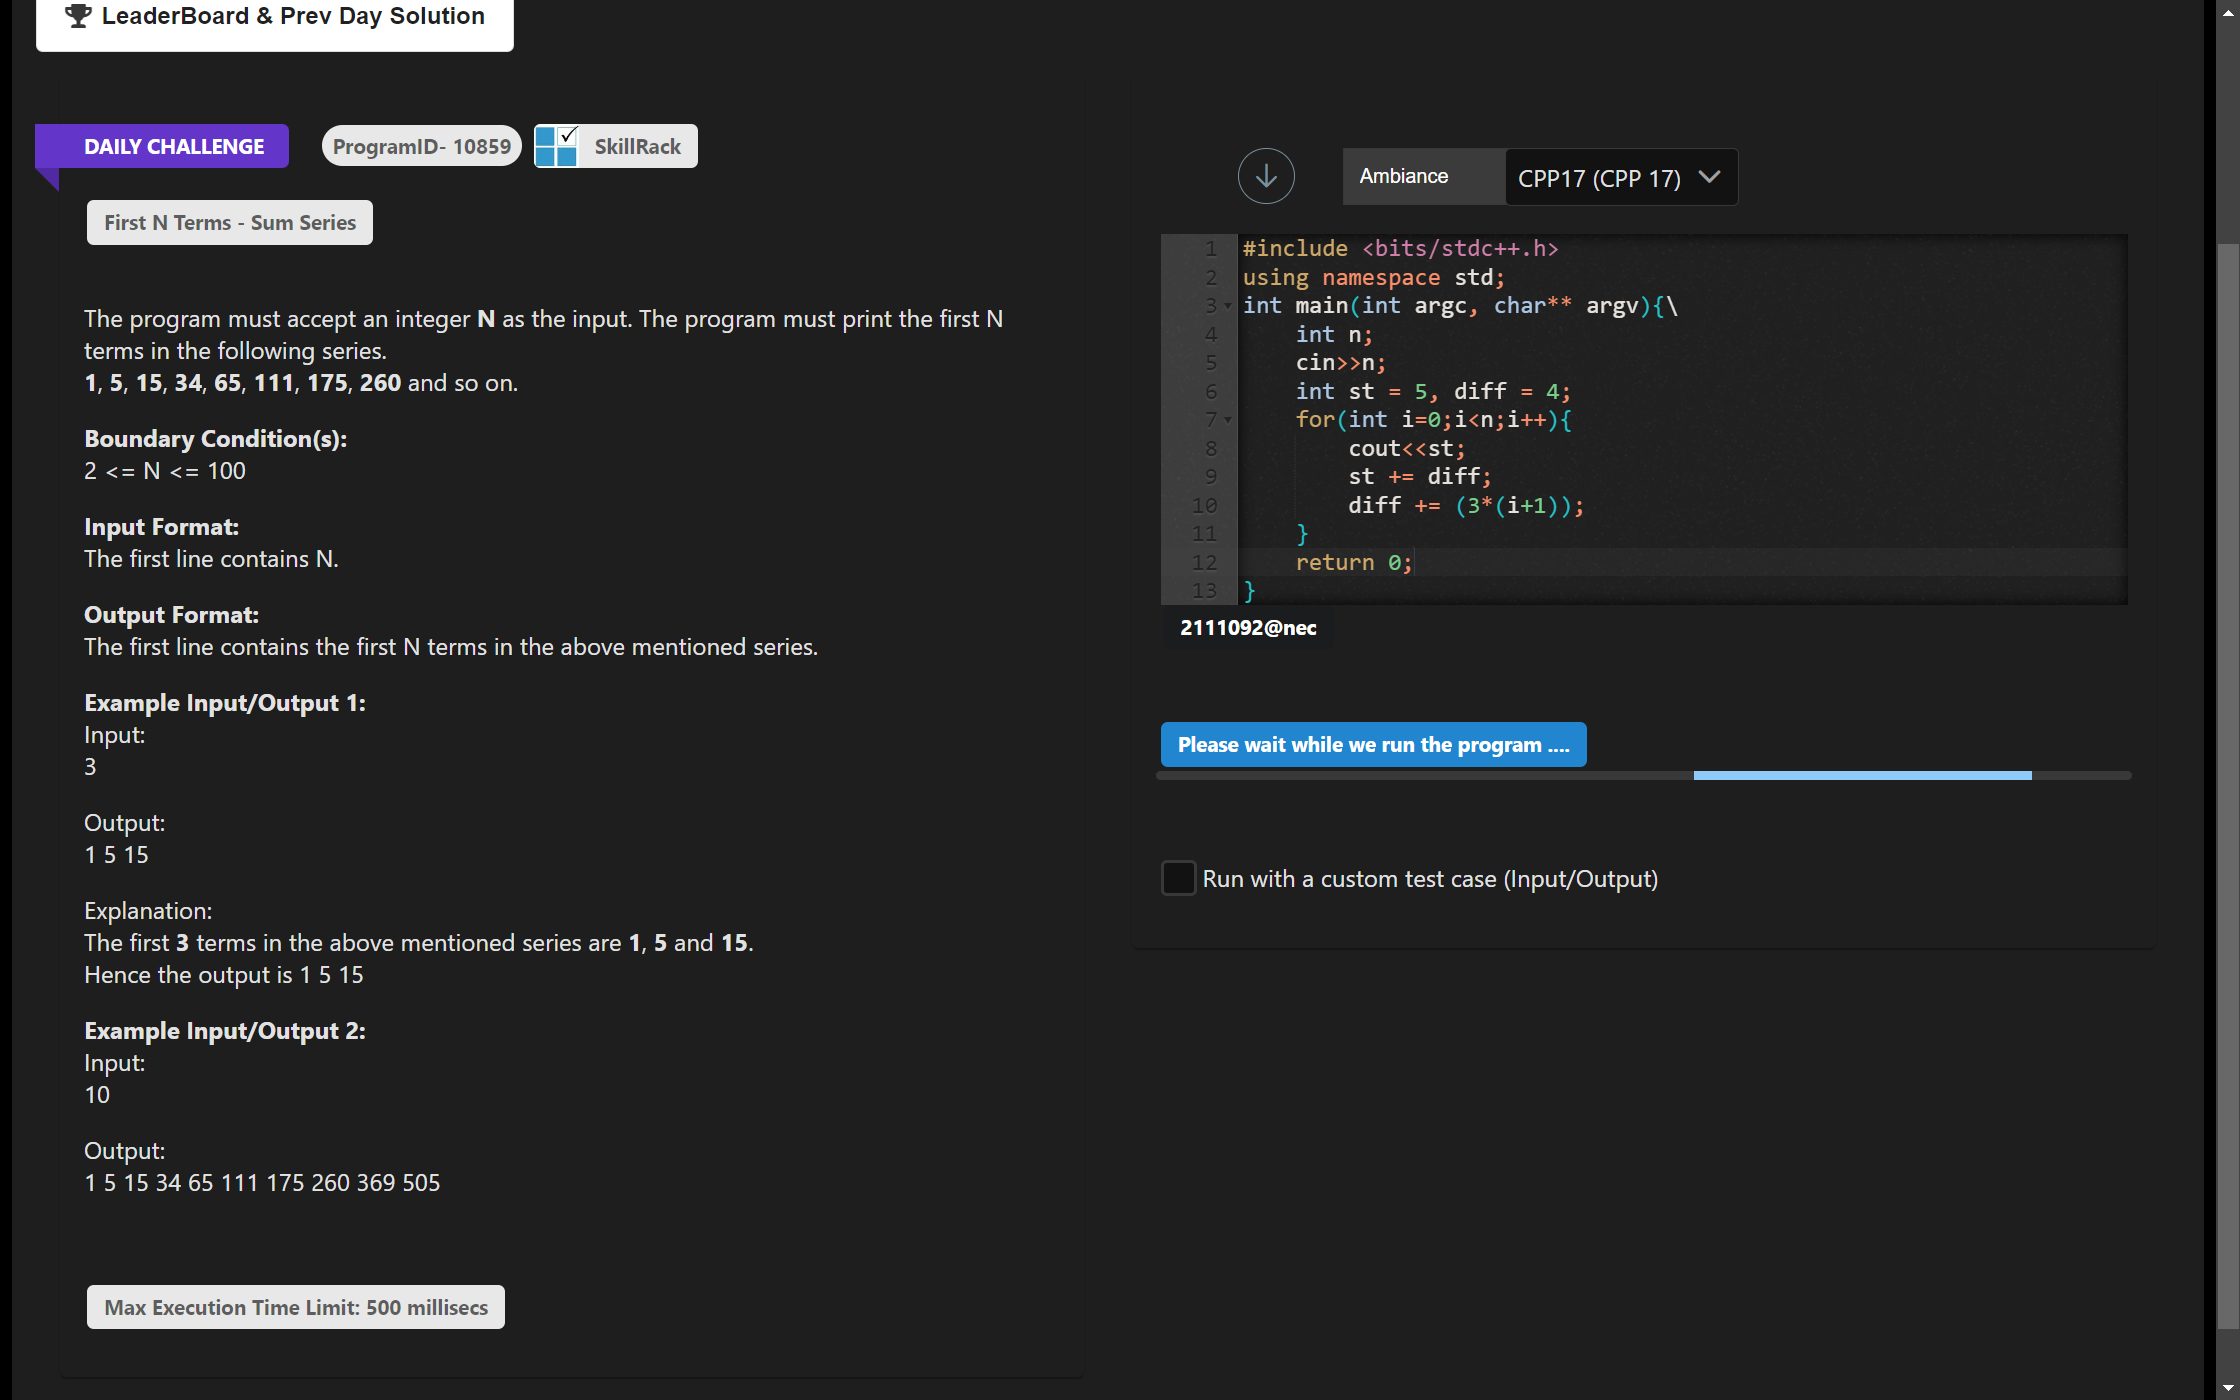 LeaderBoard & Prev Day Solution
DAILY CHALLENGE
ProgramID- 10859
SkillRack
First N Terms - Sum Series
The program must accept an integer N as the input. The program must print the first N
terms in the following series.
1, 5, 15, 34, 65, 111, 175, 260 and so on.
Boundary Condition(s):
2 <= N <= 100
Input Format:
The first line contains N.
Output Format:
The first line contains the first N terms in the above mentioned series.
Example Input/Output 1:
Input:
3
Output:
1 5 15
Explanation:
The first 3 terms in the above mentioned series are 1, 5 and 15.
Hence the output is 1 5 15
Example Input/Output 2:
Input:
10
Output:
1 5 15 34 65 111 175 260 369 505
Max Execution Time Limit: 500 millisecs
Ambiance
CPP17 (CPP 17)
1 #include <bits/stdc++.h>
2 using namespace std;
3 int main(int argc, char** argv){\
4     int n;
5     cin>>n;
6     int st = 5, diff = 4;
7     for(int i=0;i<n;i++){
8         cout<<st;
9         st += diff;
10         diff += (3*(i+1));
11     }
12     return 0;
13 }
2111092@nec
Please wait while we run the program ....
Run with a custom test case (Input/Output)